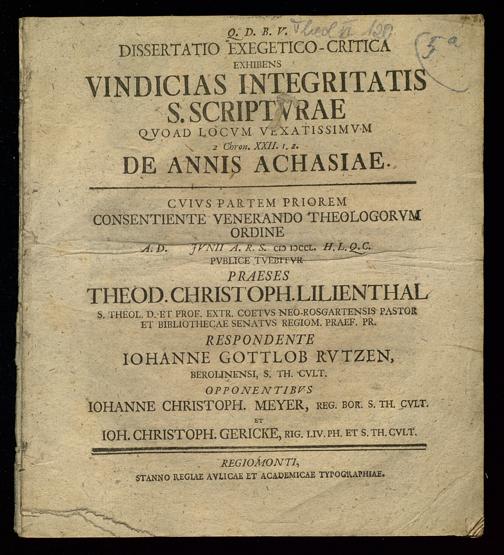 Q. D. B. V.
DISSERTATIO EXEGETICO-CRITICA
EXHIBENS
VINDICIAS INTEGRITATIS
S. SCRIPTVRAE
QVOAD LOCVM VEXATISSIMVM
2 Chron. XXII. 1. 2.
DE ANNIS ACHASIAE.
CVIVS PARTEM PRIOREM
CONSENTIENTE VENERANDO THEOLOGORVM
ORDINE
A. D. JVNII A. R. S. CIƆ IƆCCL. H. L. Q. C.
PVBLICE TVEBITVR
PRAESES
THEOD. CHRISTOPH. LILIENTHAL
S. THEOL. D. ET PROF. EXTR. COETVS NEO-ROSGARTENSIS PASTOR
ET BIBLIOTHECAE SENATVS REGIOM. PRAEF. PR.
RESPONDENTE
IOHANNE GOTTLOB RVTZEN,
BEROLINENSI, S. TH. CVLT.
OPPONENTIBVS
IOHANNE CHRISTOPH. MEYER, REG. BOR. S. TH. CVLT.
ET
IOH. CHRISTOPH. GERICKE, RIG. LIV. PH. ET S. TH. CVLT.
REGIOMONTI,
STANNO REGIAE AVLICAE ET ACADEMICAE TYPOGRAPHIAE.